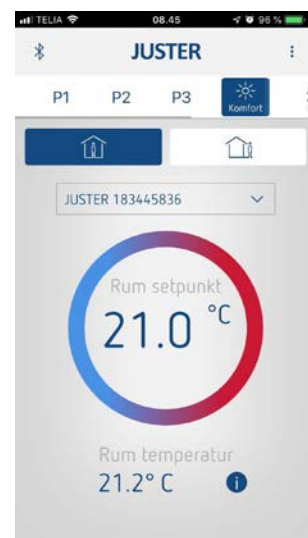 TELIA 08.45 96 %
JUSTER
P1 P2 P3 Komfort
JUSTER 183445836
Rum setpunkt
21.0 °C
Rum temperatur
21.2° C